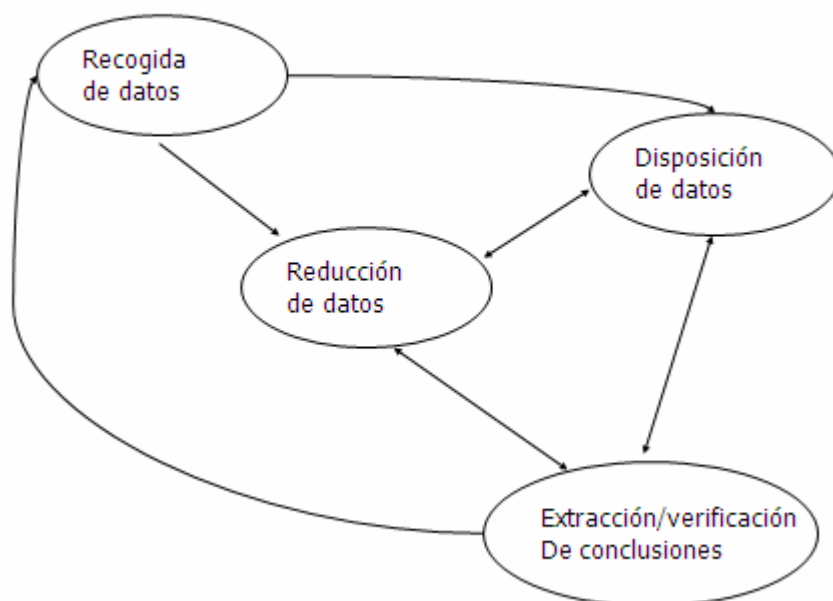 Recogida
de datos
Disposición
de datos
Reducción
de datos
Extracción/verificación
De conclusiones